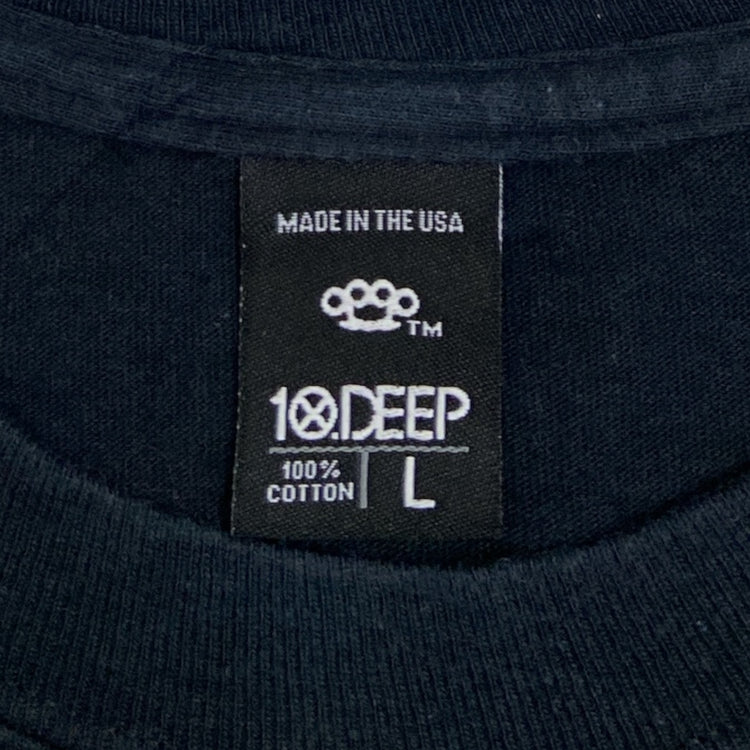 MADE IN THE USA
TM
10.DEEP
100%
COTTON
L